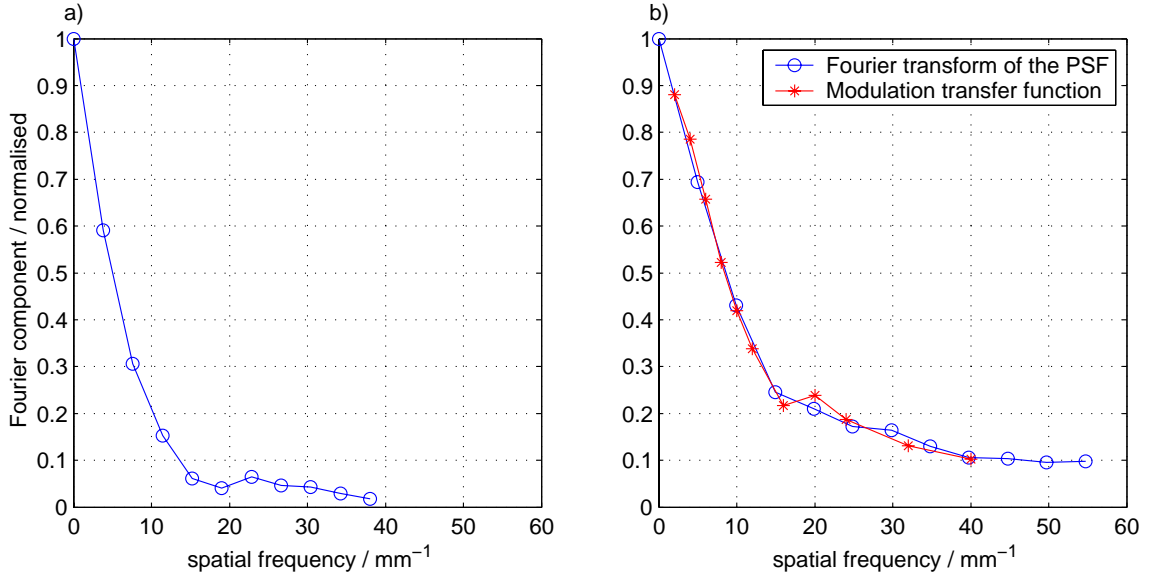 a)
Fourier component / normalised
1
0.9
0.8
0.7
0.6
0.5
0.4
0.3
0.2
0.1
0
0 10 20 30 40 50 60
spatial frequency / mm−1
b)
Fourier transform of the PSF
Modulation transfer function
1
0.9
0.8
0.7
0.6
0.5
0.4
0.3
0.2
0.1
0
0 10 20 30 40 50 60
spatial frequency / mm−1